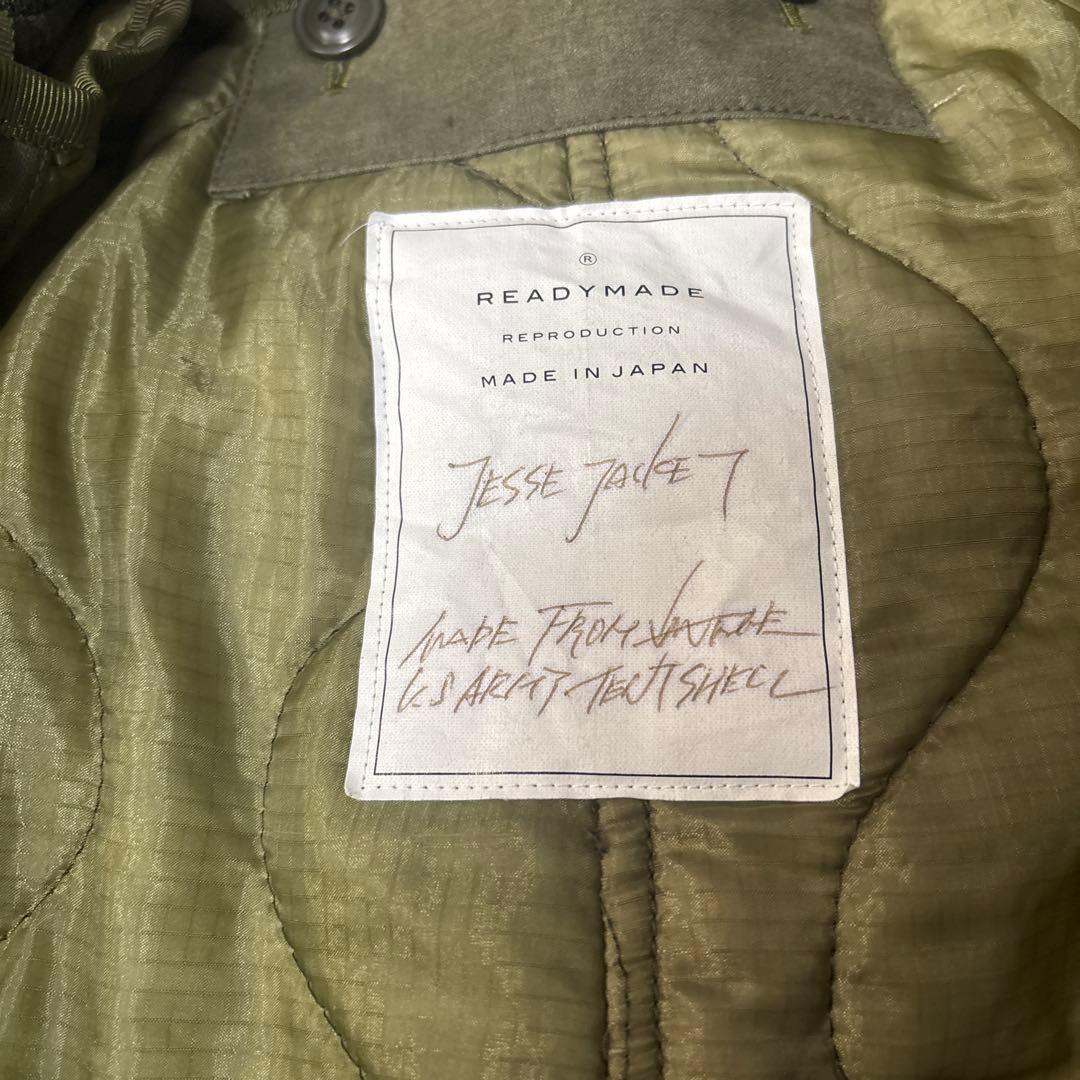 ®
READYMADE
REPRODUCTION
MADE IN JAPAN
JESSE JACKET
MADE FROM VINTAGE
U.S ARMY TENT SHELL